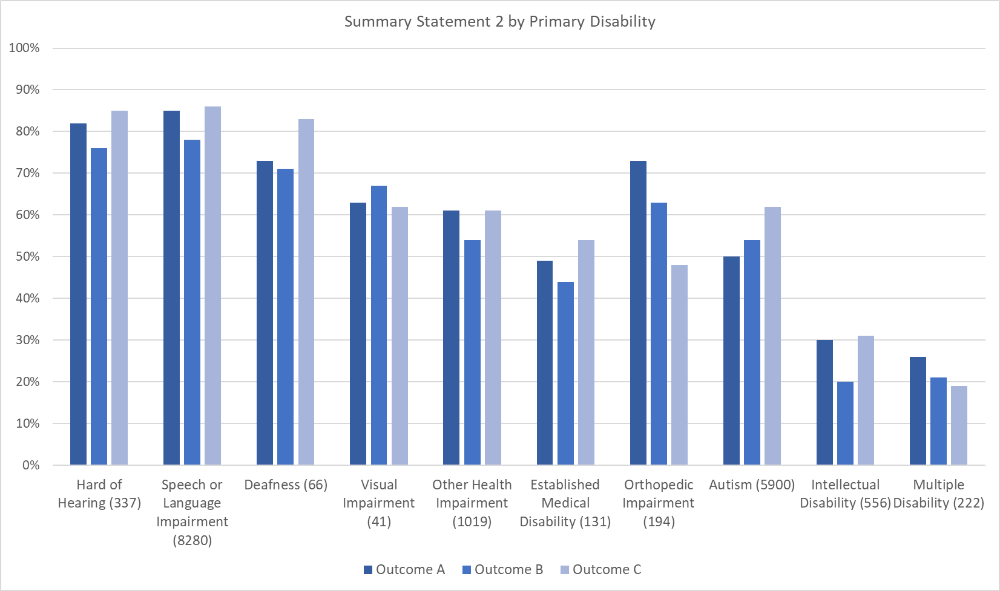 Summary Statement 2 by Primary Disability
100%
90%
80%
70%
60%
50%
40%
30%
20%
10%
0%
Hard of
Hearing (337)
Speech or
Language
Impairment
(8280)
Deafness (66)
Visual
Impairment
(41)
Other Health
Impairment
(1019)
Established
Medical
Disability (131)
Orthopedic
Impairment
(194)
Autism (5900)
Intellectual
Disability (556)
Multiple
Disability (222)
Outcome A
Outcome B
Outcome C